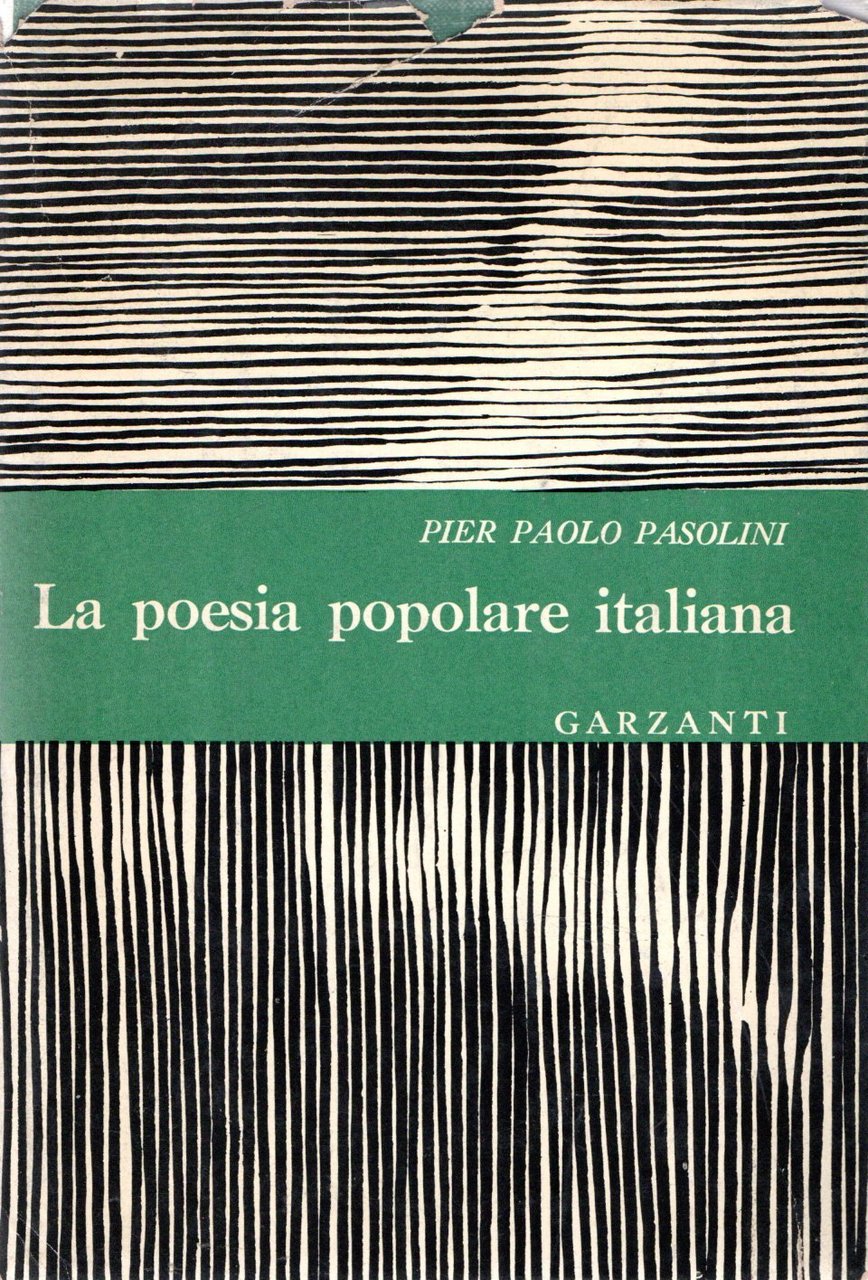 PIER PAOLO PASOLINI
La poesia popolare italiana
GARZANTI